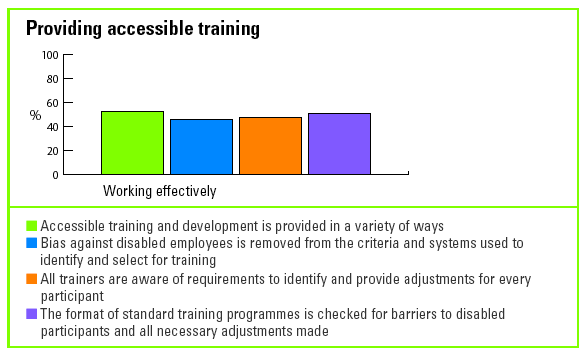 Providing accessible training
100
80
60
%
40
20
0
Working effectively
Accessible training and development is provided in a variety of ways
Bias against disabled employees is removed from the criteria and systems used to
identify and select for training
All trainers are aware of requirements to identify and provide adjustments for every
participant
The format of standard training programmes is checked for barriers to disabled
participants and all necessary adjustments made